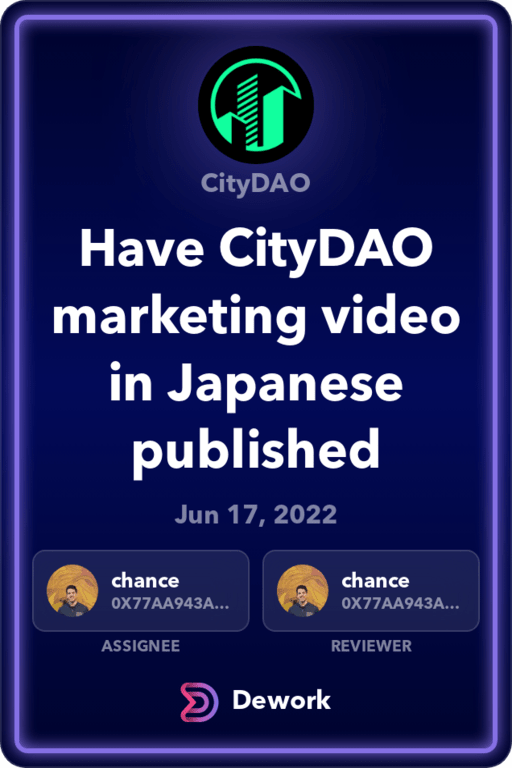 CityDAO
Have CityDAO
marketing video
in Japanese
published
Jun 17, 2022
chance
0X77AA943A...
ASSIGNEE
chance
0X77AA943A...
REVIEWER
Dework